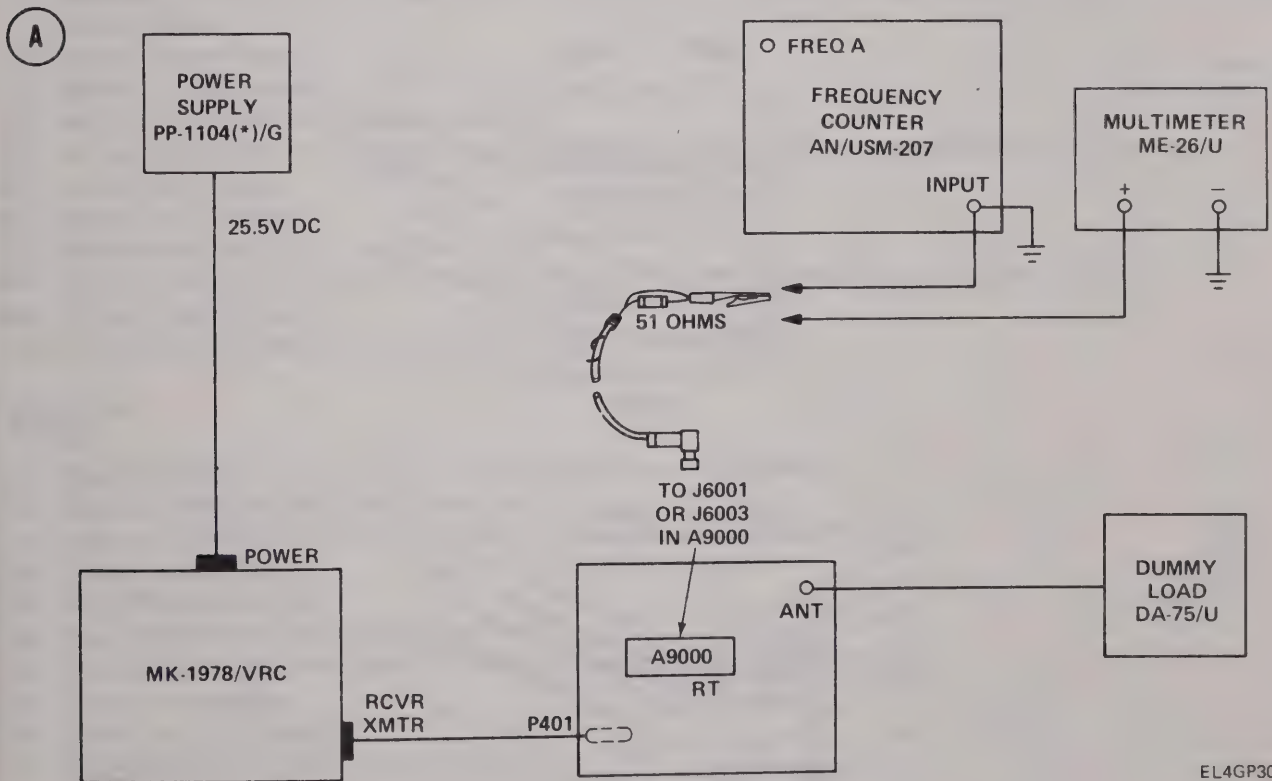 A
POWER
SUPPLY
PP-1104(*)/G
25.5V DC
FREQ A
FREQUENCY
COUNTER
AN/USM-207
INPUT
MULTIMETER
ME-26/U
+
−
51 OHMS
TO J6001
OR J6003
IN A9000
POWER
MK-1978/VRC
RCVR
XMTR
P401
A9000
RT
ANT
DUMMY
LOAD
DA-75/U
EL4GP30